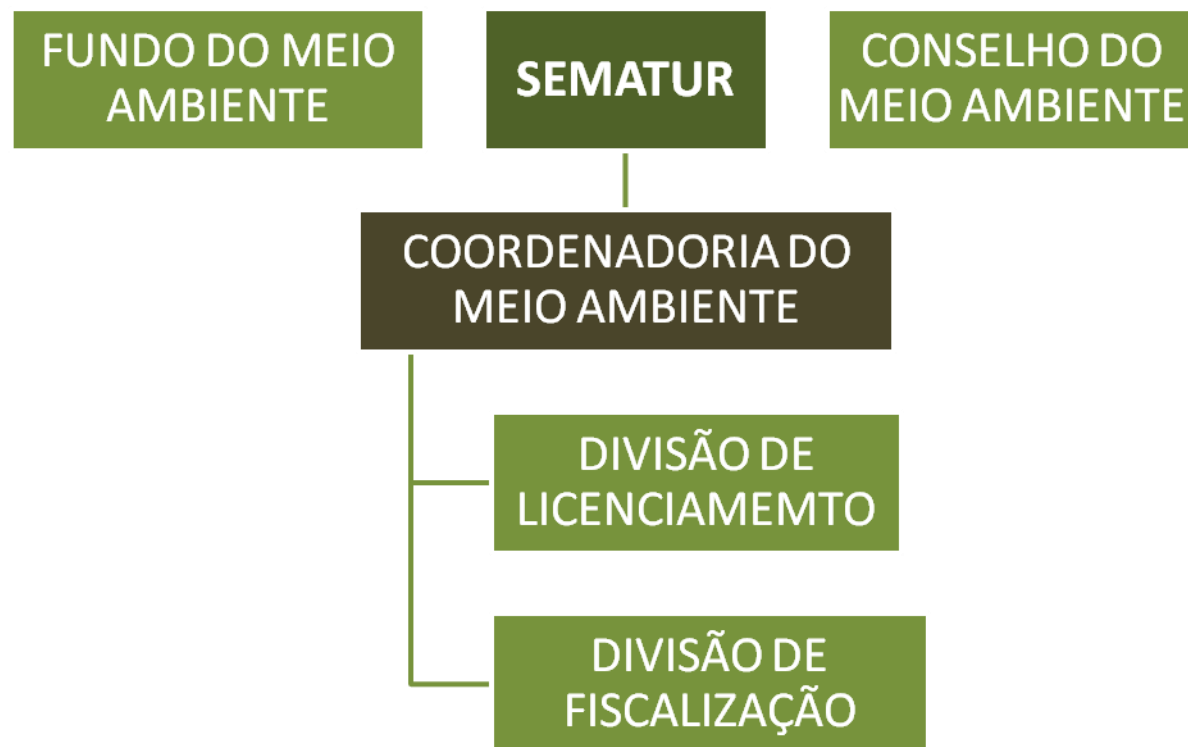 FUNDO DO MEIO
AMBIENTE
SEMATUR
CONSELHO DO
MEIO AMBIENTE
COORDENADORIA DO
MEIO AMBIENTE
DIVISÃO DE
LICENCIAMEMTO
DIVISÃO DE
FISCALIZAÇÃO